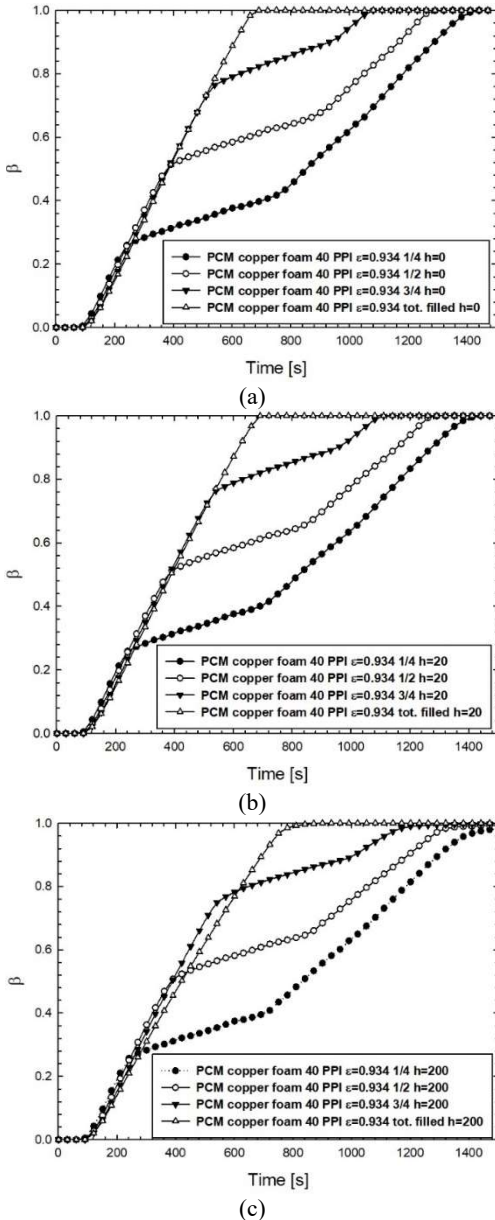 1.0
0.8
0.6
β
0.4
0.2
0.0
PCM copper foam 40 PPI ε=0.934 1/4 h=0
PCM copper foam 40 PPI ε=0.934 1/2 h=0
PCM copper foam 40 PPI ε=0.934 3/4 h=0
PCM copper foam 40 PPI ε=0.934 tot. filled h=0
0 200 400 600 800 1000 1200 1400
Time [s]
(a)
1.0
0.8
0.6
β
0.4
0.2
0.0
PCM copper foam 40 PPI ε=0.934 1/4 h=20
PCM copper foam 40 PPI ε=0.934 1/2 h=20
PCM copper foam 40 PPI ε=0.934 3/4 h=20
PCM copper foam 40 PPI ε=0.934 tot. filled h=20
0 200 400 600 800 1000 1200 1400
Time [s]
(b)
1.0
0.8
0.6
β
0.4
0.2
0.0
PCM copper foam 40 PPI ε=0.934 1/4 h=200
PCM copper foam 40 PPI ε=0.934 1/2 h=200
PCM copper foam 40 PPI ε=0.934 3/4 h=200
PCM copper foam 40 PPI ε=0.934 tot. filled h=200
0 200 400 600 800 1000 1200 1400
Time [s]
(c)